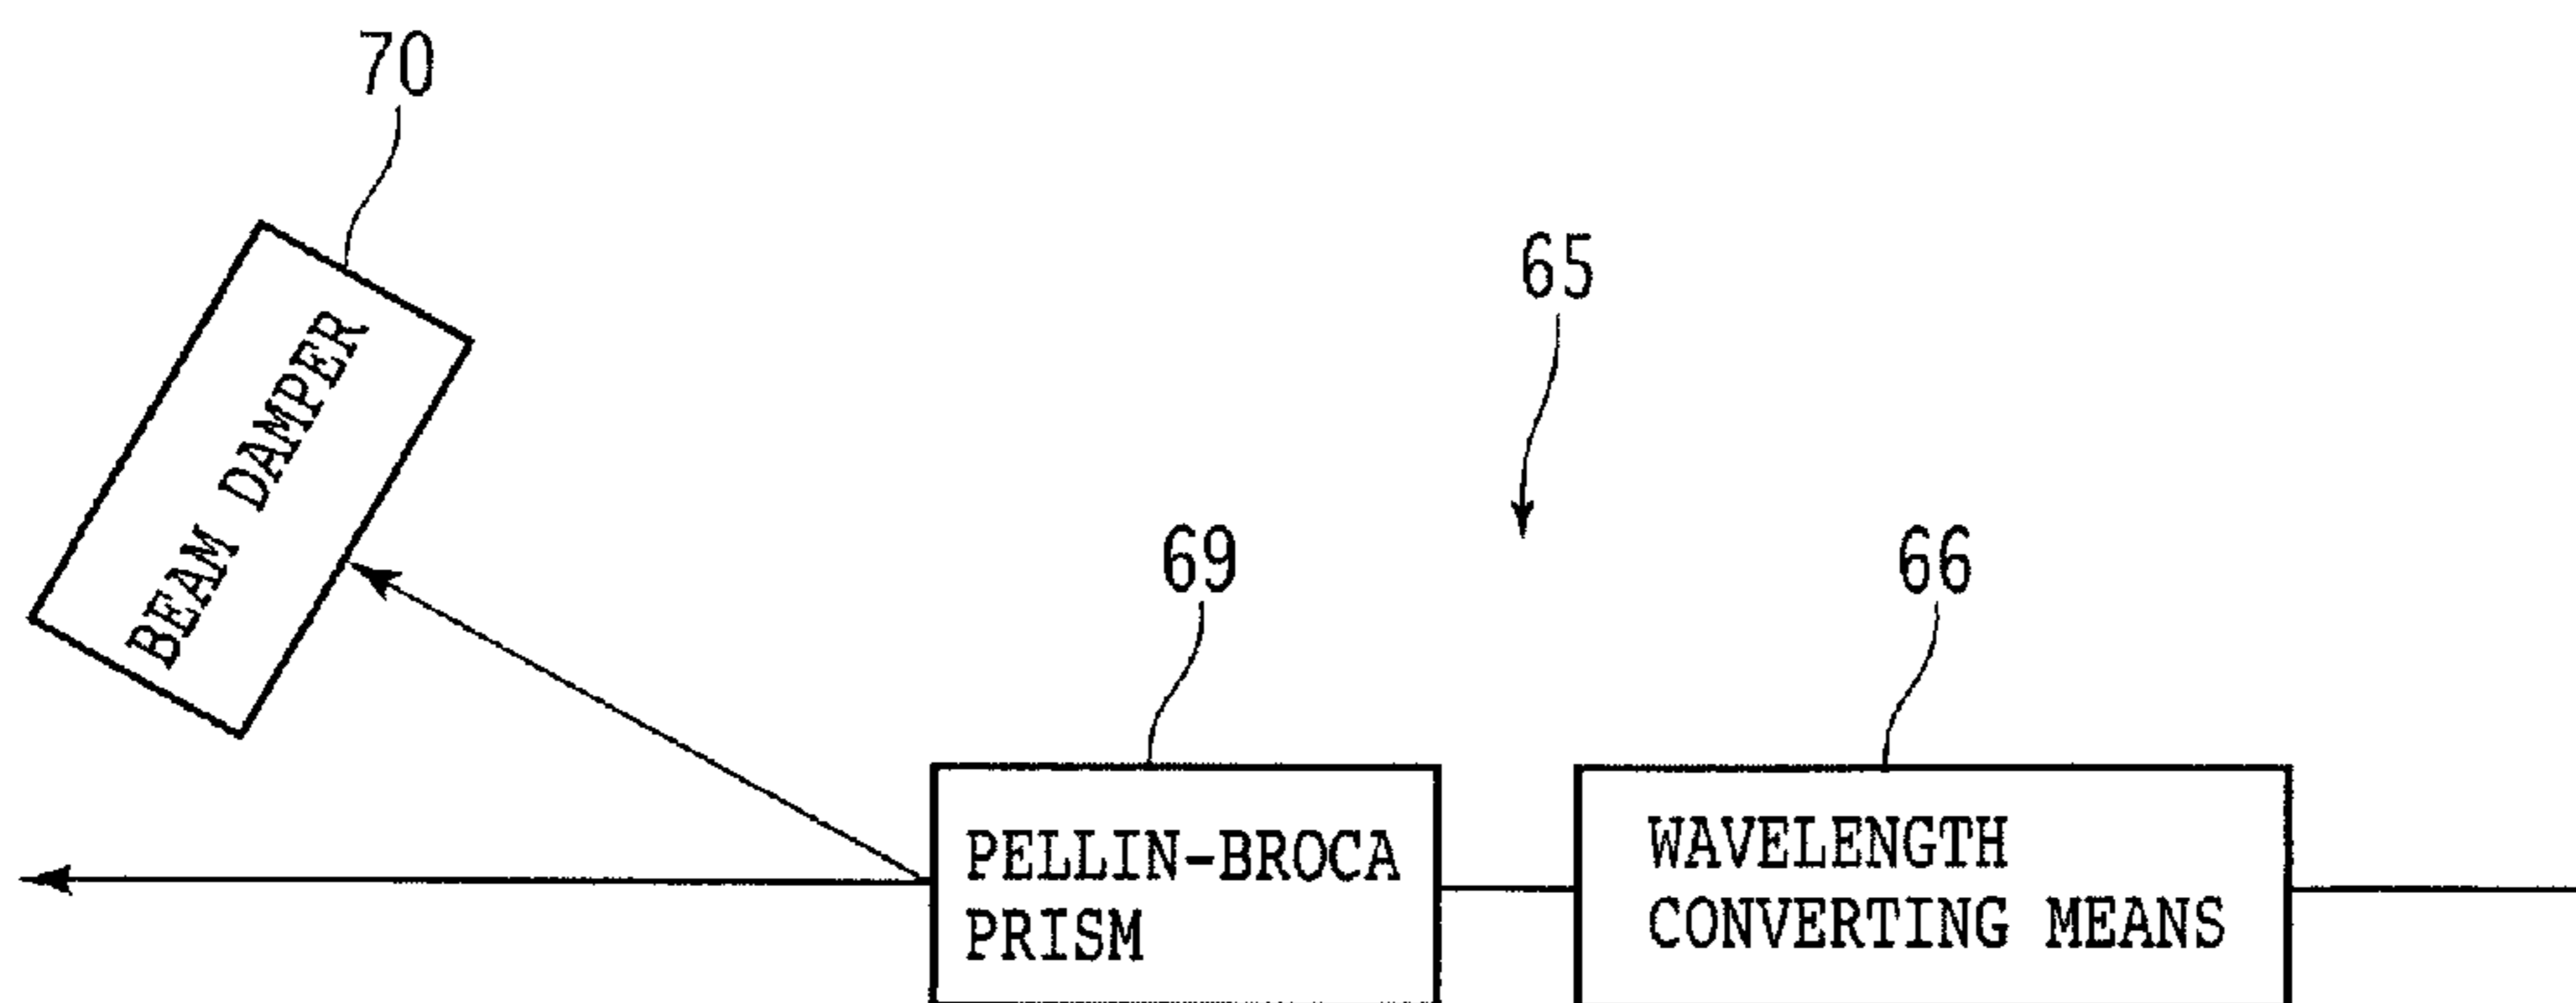 70
65
BEAM DAMPER
69
66
PELLIN-BROCA
PRISM
WAVELENGTH
CONVERTING MEANS